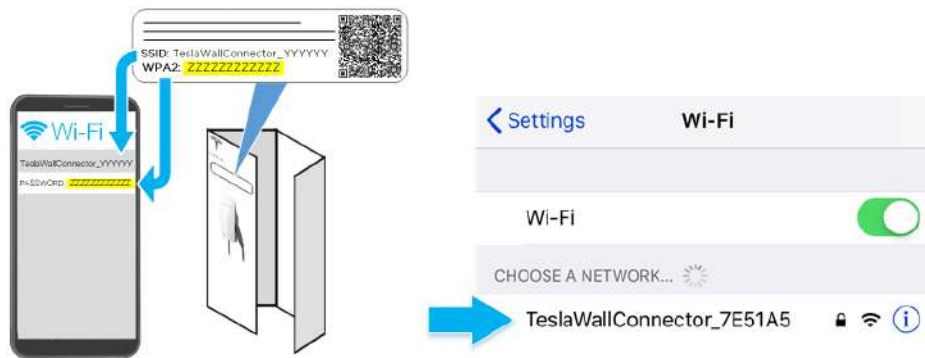 SSID: TeslaWallConnector_YYYYYY
WPA2: ZZZZZZZZZZZZ
Wi-Fi
TeslaWallConnector_YYYYYY
PASSWORD: ZZZZZZZZZZZZ
Settings
Wi-Fi
Wi-Fi
CHOOSE A NETWORK...
TeslaWallConnector_7E51A5